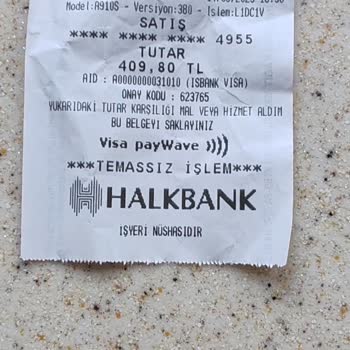 Model:A910S - Versiyon:380 - İşlem:L1DC1V
SATIŞ
**** **** **** 4955
TUTAR
409,80 TL
AID : A0000000031010 (ISBANK VISA)
ONAY KODU : 623765
YUKARIDAKİ TUTAR KARŞILIĞI MAL VEYA HİZMET ALDIM
BU BELGEYİ SAKLAYINIZ
Visa payWave
***TEMASSIZ İŞLEM***
HALKBANK
İŞYERİ NÜSHASIDIR